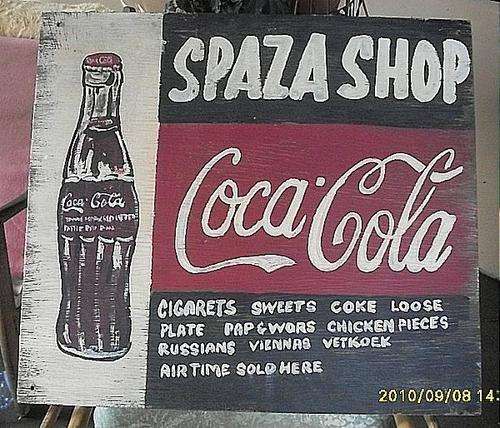 SPAZA SHOP
Coca-Cola
Coca-Cola
CIGARETS SWEETS COKE LOOSE
PLATE PAP & WORS CHICKEN PIECES
RUSSIANS VIENNAS VETKOEK
AIRTIME SOLD HERE
2010/09/08 14: